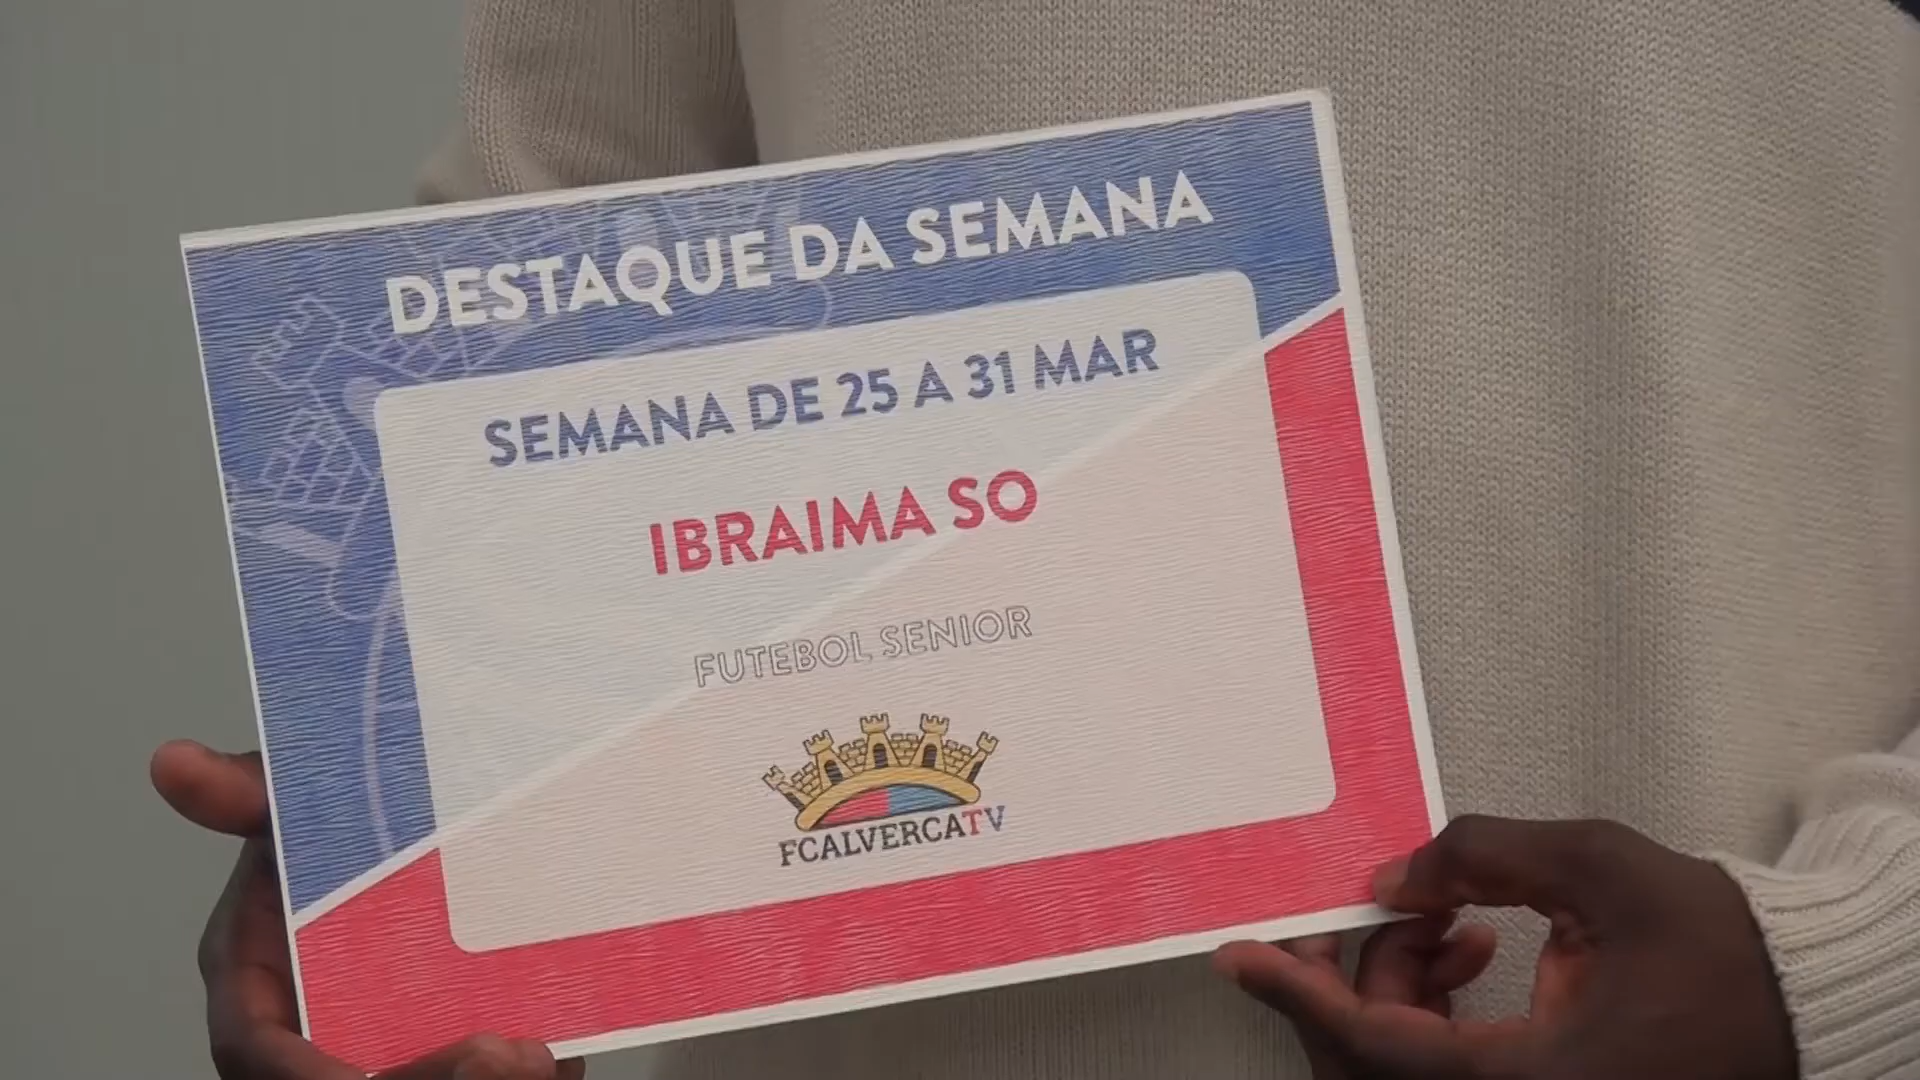 DESTAQUE DA SEMANA
SEMANA DE 25 A 31 MAR
IBRAIMA SO
FUTEBOL SENIOR
FCALVERCATV